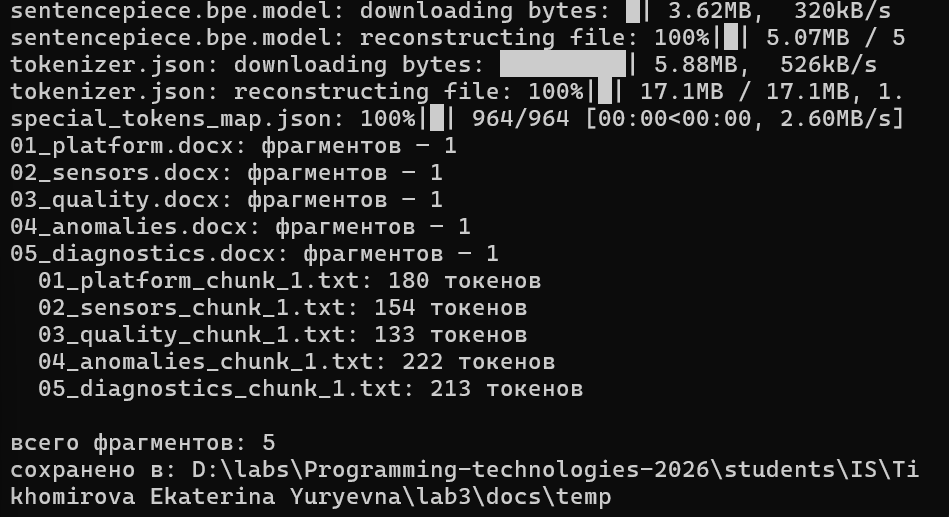 sentencepiece.bpe.model: downloading bytes: █| 3.62MB,  320kB/s
sentencepiece.bpe.model: reconstructing file: 100%|█| 5.07MB / 5
tokenizer.json: downloading bytes: █████████| 5.88MB,  526kB/s
tokenizer.json: reconstructing file: 100%|█| 17.1MB / 17.1MB, 1.
special_tokens_map.json: 100%|█| 964/964 [00:00<00:00, 2.60MB/s]
01_platform.docx: фрагментов — 1
02_sensors.docx: фрагментов — 1
03_quality.docx: фрагментов — 1
04_anomalies.docx: фрагментов — 1
05_diagnostics.docx: фрагментов — 1
  01_platform_chunk_1.txt: 180 токенов
  02_sensors_chunk_1.txt: 154 токенов
  03_quality_chunk_1.txt: 133 токенов
  04_anomalies_chunk_1.txt: 222 токенов
  05_diagnostics_chunk_1.txt: 213 токенов

всего фрагментов: 5
сохранено в: D:\labs\Programming-technologies-2026\students\IS\Ti
khomirova Ekaterina Yuryevna\lab3\docs\temp